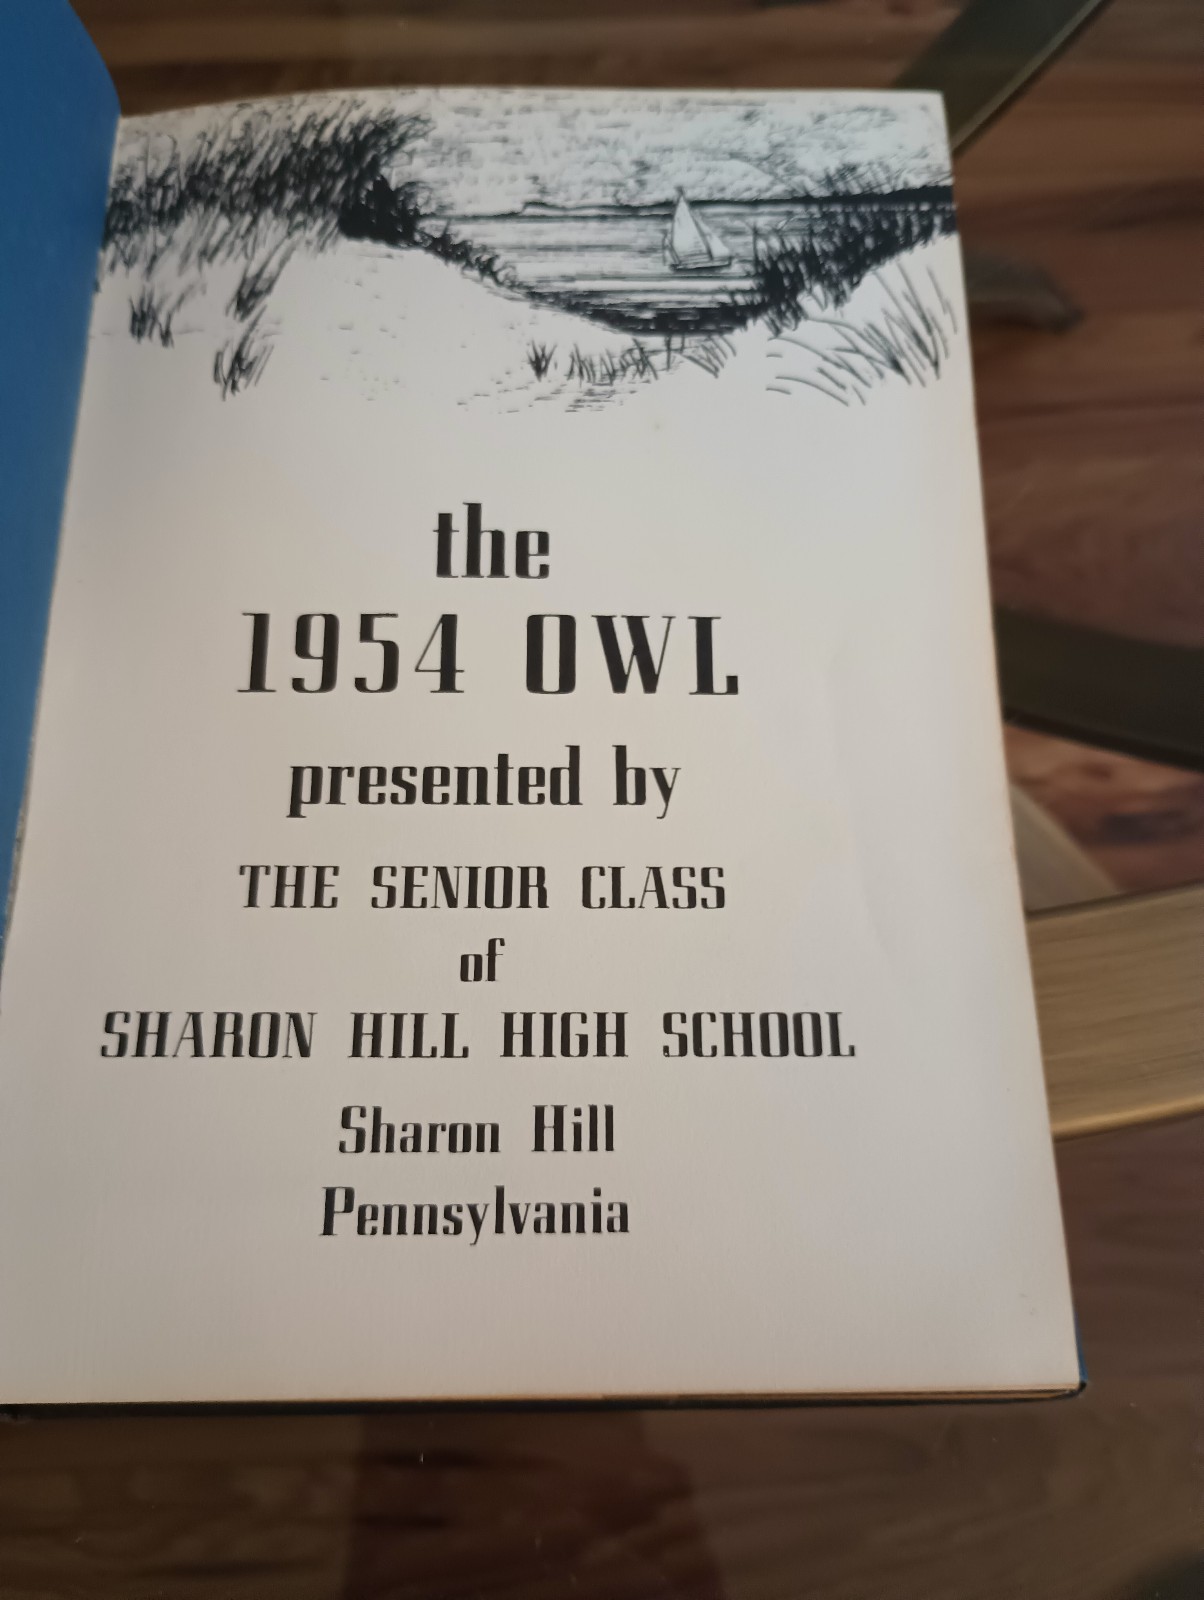 the
1954 OWL
presented by
THE SENIOR CLASS
of
SHARON HILL HIGH SCHOOL
Sharon Hill
Pennsylvania